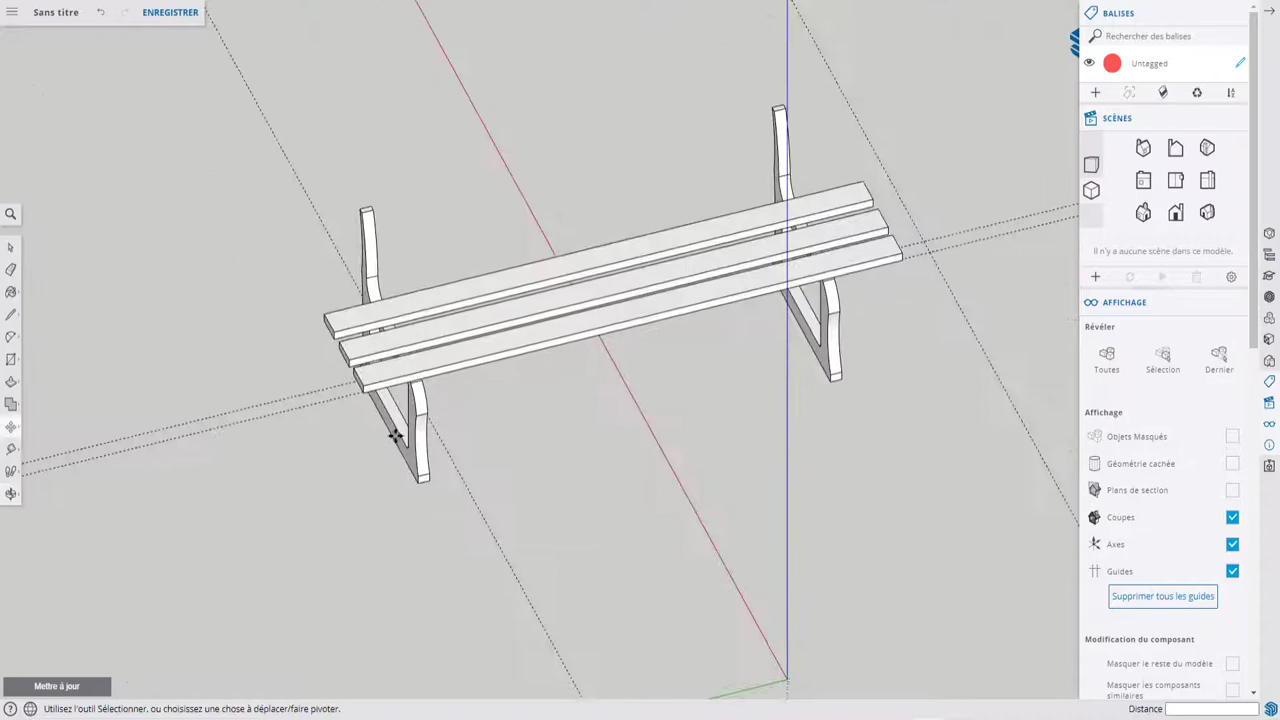 Sans titre
ENREGISTRER
BALISES
Rechercher des balises
Untagged
SCÈNES
Il n'y a aucune scène dans ce modèle.
AFFICHAGE
Révéler
Toutes
Sélection
Dernier
Affichage
Objets Masqués
Géométrie cachée
Plans de section
Coupes
Axes
Guides
Supprimer tous les guides
Modification du composant
Masquer le reste du modèle
Masquer les composants
similaires
Mettre à jour
Utilisez l'outil Sélectionner, ou choisissez une chose à déplacer/faire pivoter.
Distance